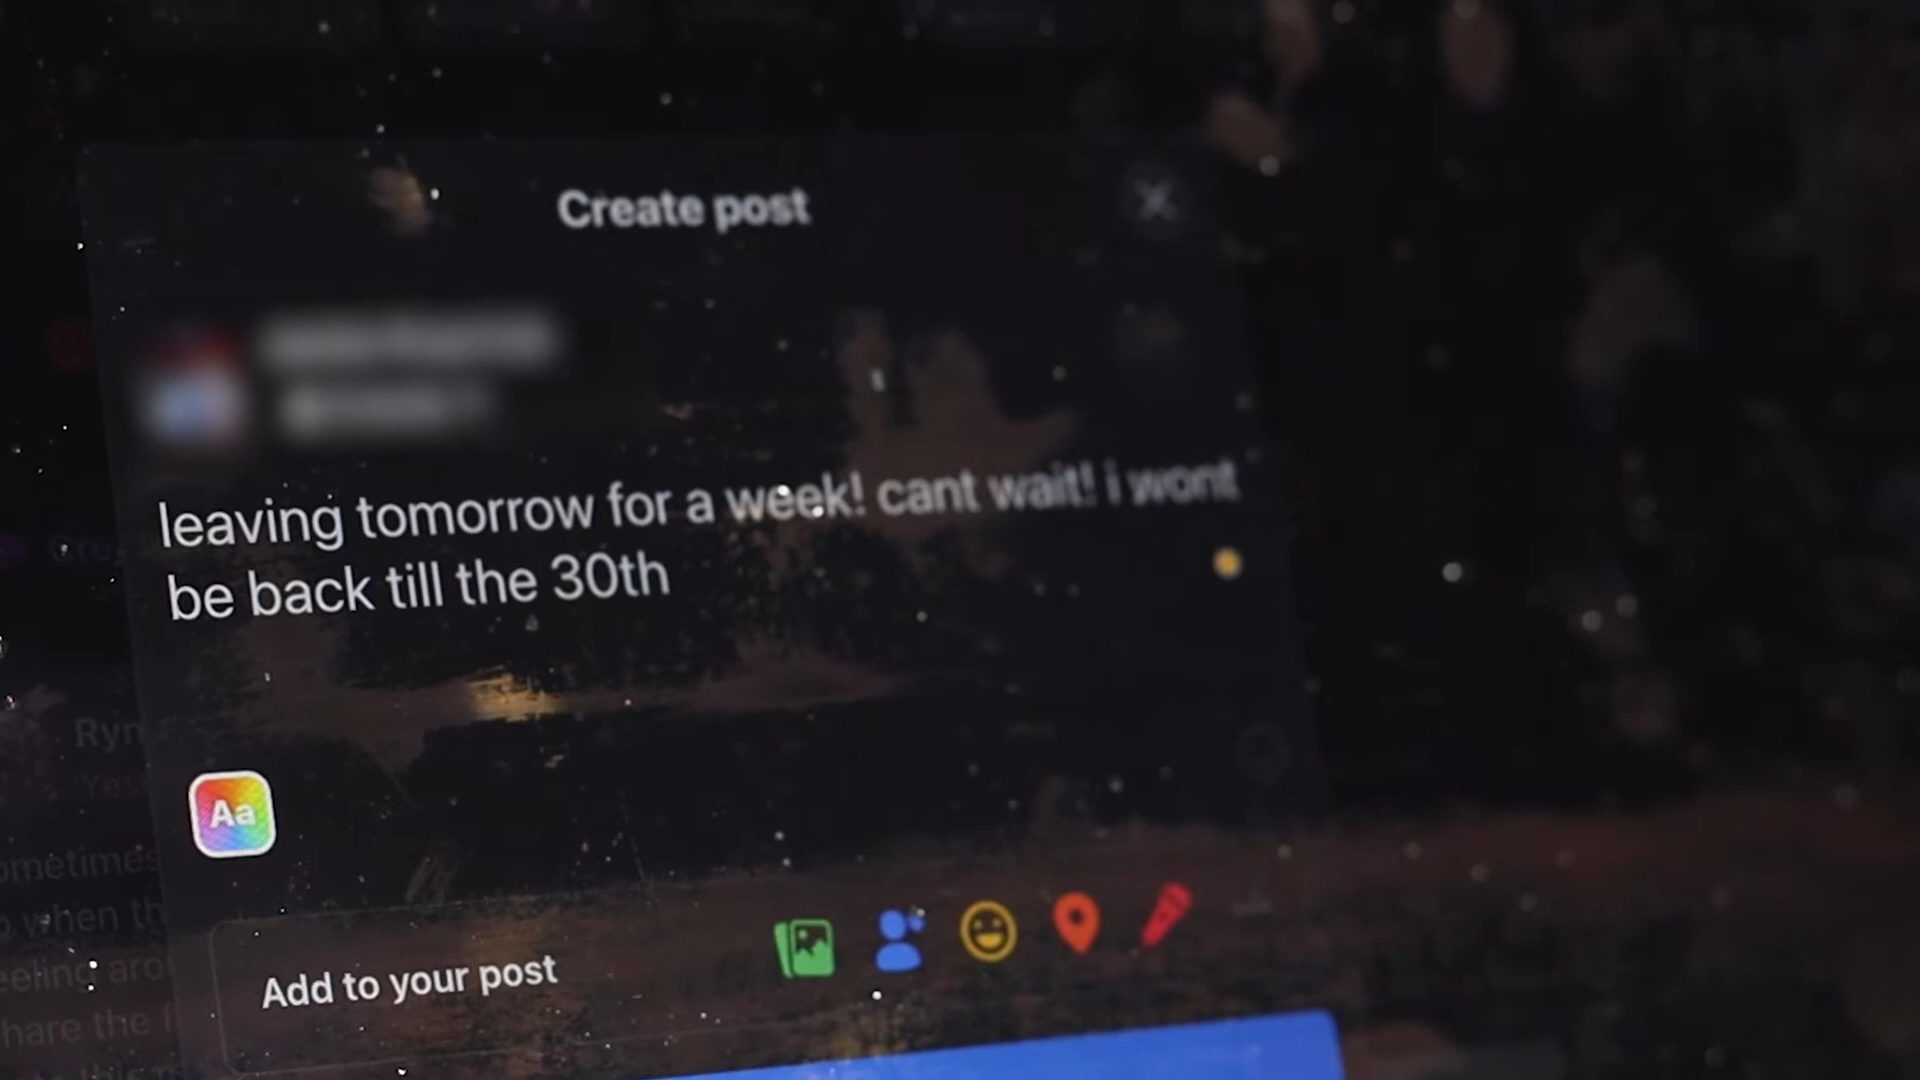 Create post
leaving tomorrow for a week! cant wait! i wont
be back till the 30th
Aa
Add to your post